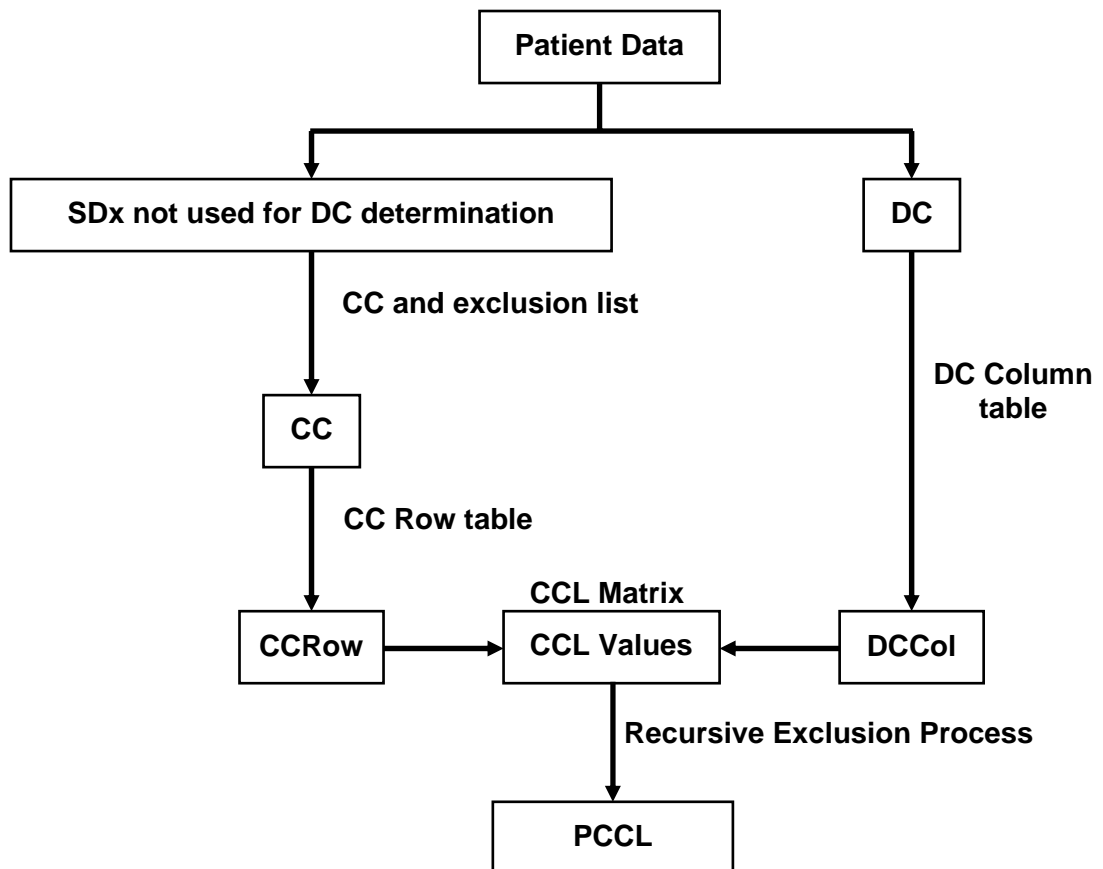 Patient Data
SDx not used for DC determination
DC
CC and exclusion list
DC Column
table
CC
CC Row table
CCL Matrix
CCRow
CCL Values
DCCol
Recursive Exclusion Process
PCCL